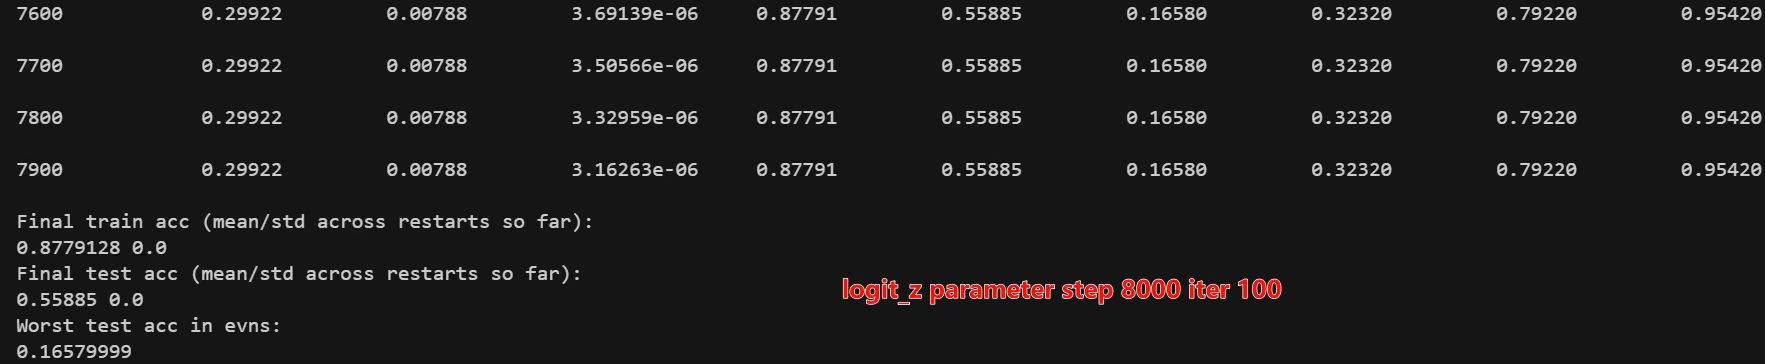 7600 0.29922 0.00788 3.69139e-06 0.87791 0.55885 0.16580 0.32320 0.79220 0.95420
7700 0.29922 0.00788 3.50566e-06 0.87791 0.55885 0.16580 0.32320 0.79220 0.95420
7800 0.29922 0.00788 3.32959e-06 0.87791 0.55885 0.16580 0.32320 0.79220 0.95420
7900 0.29922 0.00788 3.16263e-06 0.87791 0.55885 0.16580 0.32320 0.79220 0.95420
Final train acc (mean/std across restarts so far):
0.8779128 0.0
Final test acc (mean/std across restarts so far):
0.55885 0.0
logit_z parameter step 8000 iter 100
Worst test acc in evns:
0.16579999